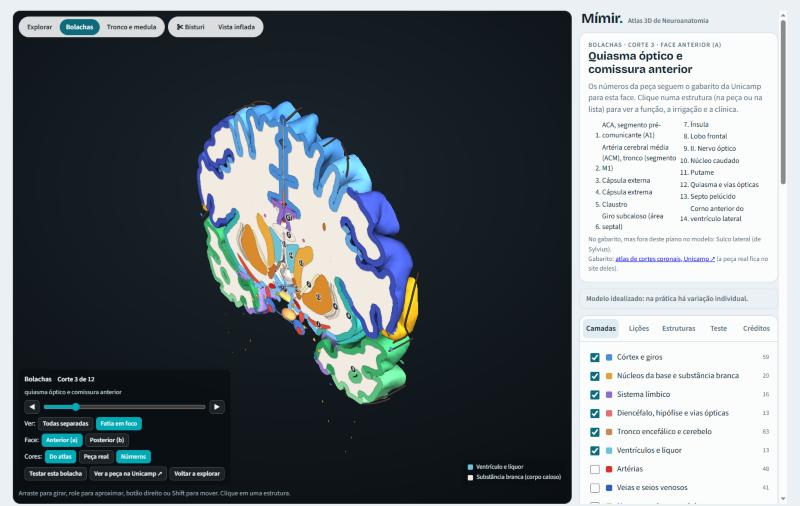 Explorar Bolachas Tronco e medula Bisturi Vista inflada
Bolachas Corte 3 de 12
quiasma óptico e comissura anterior
Ver: Todas separadas Fatia em foco
Face: Anterior (a) Posterior (b)
Cores: Do atlas Peça real Números
Testar esta bolacha Ver a peça na Unicamp ↗ Voltar a explorar
Arraste para girar, role para aproximar, botão direito ou Shift para mover. Clique em uma estrutura.
Ventrículos e líquor
Substância branca (corpo caloso)
Mímir. Atlas 3D de Neuroanatomia
BOLACHAS · CORTE 3 · FACE ANTERIOR (A)
Quiasma óptico e
comissura anterior
Os números da peça seguem o gabarito da Unicamp
para esta face. Clique numa estrutura (na peça ou na
lista) para ver a função, a irrigação e a clínica.
ACA, segmento pré-
1. comunicante (A1)
Artéria cerebral média
(ACM), tronco (segmento
2. M1)
3. Cápsula externa
4. Cápsula extrema
5. Claustro
Giro subcaloso (área
6. septal)
7. Ínsula
8. Lobo frontal
9. II. Nervo óptico
10. Núcleo caudado
11. Putame
12. Quiasma e vias ópticas
13. Septo pelúcido
Corno anterior do
14. ventrículo lateral
No gabarito, mas fora deste plano no modelo: Sulco lateral (de
Sylvius).
Gabarito: atlas de cortes coronais, Unicamp ↗ (a peça real fica no
site deles).
Modelo idealizado: na prática há variação individual.
Camadas Lições Estruturas Teste Créditos
Córtex e giros 59
Núcleos da base e substância branca 20
Sistema límbico 16
Diencéfalo, hipófise e vias ópticas 13
Tronco encefálico e cerebelo 83
Ventrículos e líquor 13
Artérias 48
Veias e seios venosos 41